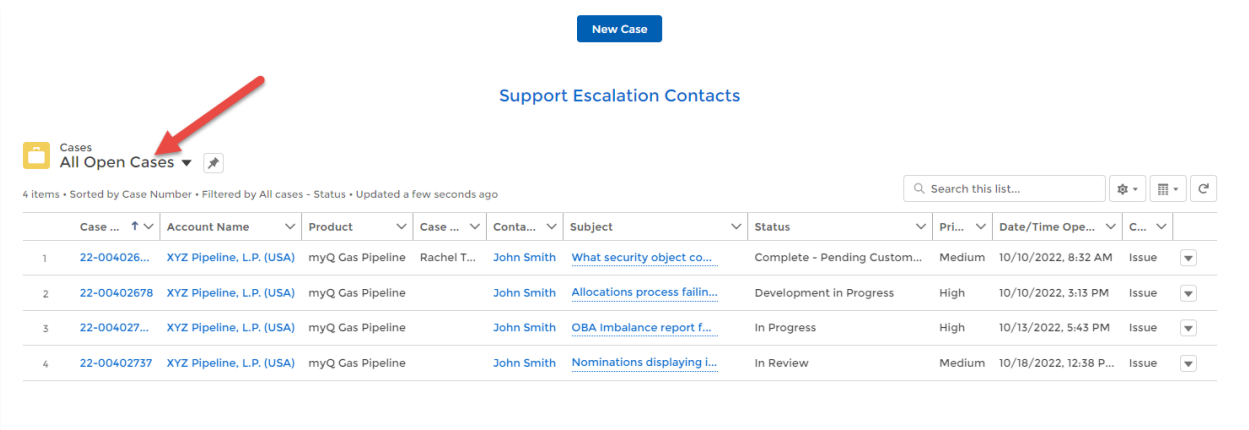 New Case
Support Escalation Contacts
Cases
All Open Cases
4 items • Sorted by Case Number • Filtered by All cases - Status • Updated a few seconds ago
Search this list...
Case ... Account Name Product Case ... Conta... Subject Status Pri... Date/Time Ope... C...
1 22-004026... XYZ Pipeline, L.P. (USA) myQ Gas Pipeline Rachel T... John Smith What security object co... Complete - Pending Custom... Medium 10/10/2022, 8:32 AM Issue
2 22-00402678 XYZ Pipeline, L.P. (USA) myQ Gas Pipeline John Smith Allocations process failin... Development in Progress High 10/10/2022, 3:13 PM Issue
3 22-004027... XYZ Pipeline, L.P. (USA) myQ Gas Pipeline John Smith OBA Imbalance report f... In Progress High 10/13/2022, 5:43 PM Issue
4 22-00402737 XYZ Pipeline, L.P. (USA) myQ Gas Pipeline John Smith Nominations displaying i... In Review Medium 10/18/2022, 12:38 P... Issue